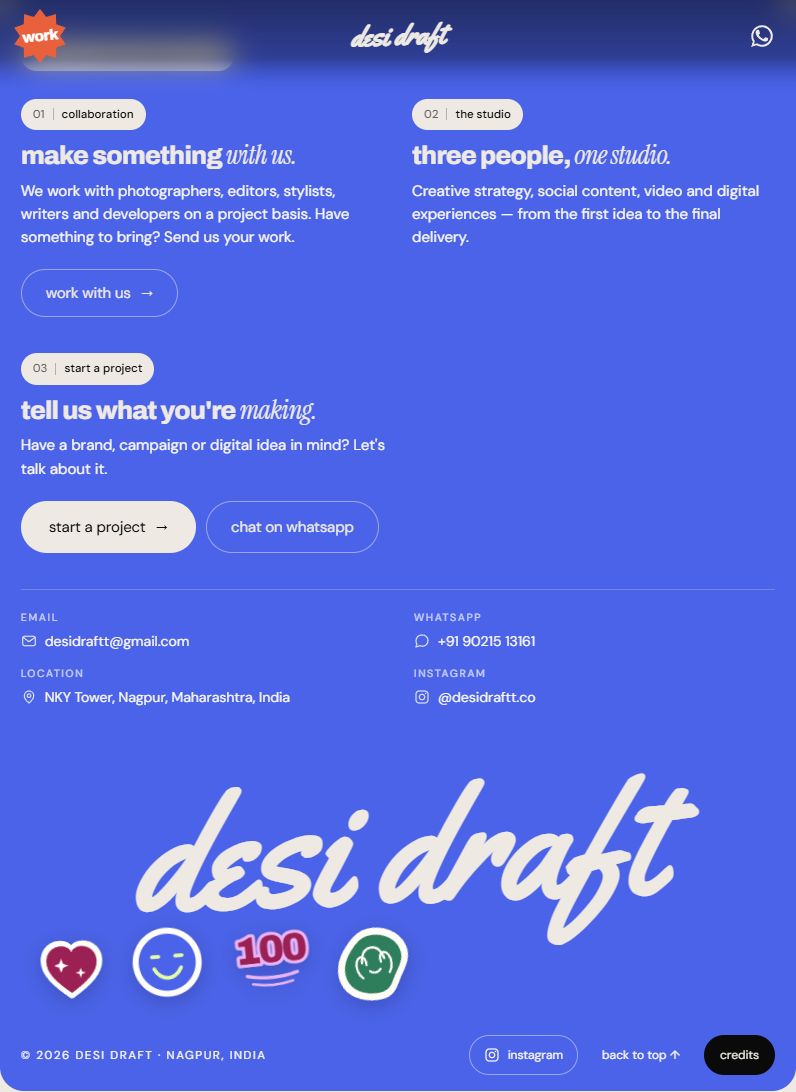 work
desi draft
01 | collaboration
make something with us.
We work with photographers, editors, stylists,
writers and developers on a project basis. Have
something to bring? Send us your work.
work with us →
02 | the studio
three people, one studio.
Creative strategy, social content, video and digital
experiences — from the first idea to the final
delivery.
03 | start a project
tell us what you're making.
Have a brand, campaign or digital idea in mind? Let's
talk about it.
start a project →
chat on whatsapp
EMAIL
desidraftt@gmail.com
WHATSAPP
+91 90215 13161
LOCATION
NKY Tower, Nagpur, Maharashtra, India
INSTAGRAM
@desidraftt.co
desi draft
100
© 2026 DESI DRAFT · NAGPUR, INDIA
instagram
back to top ↑
credits